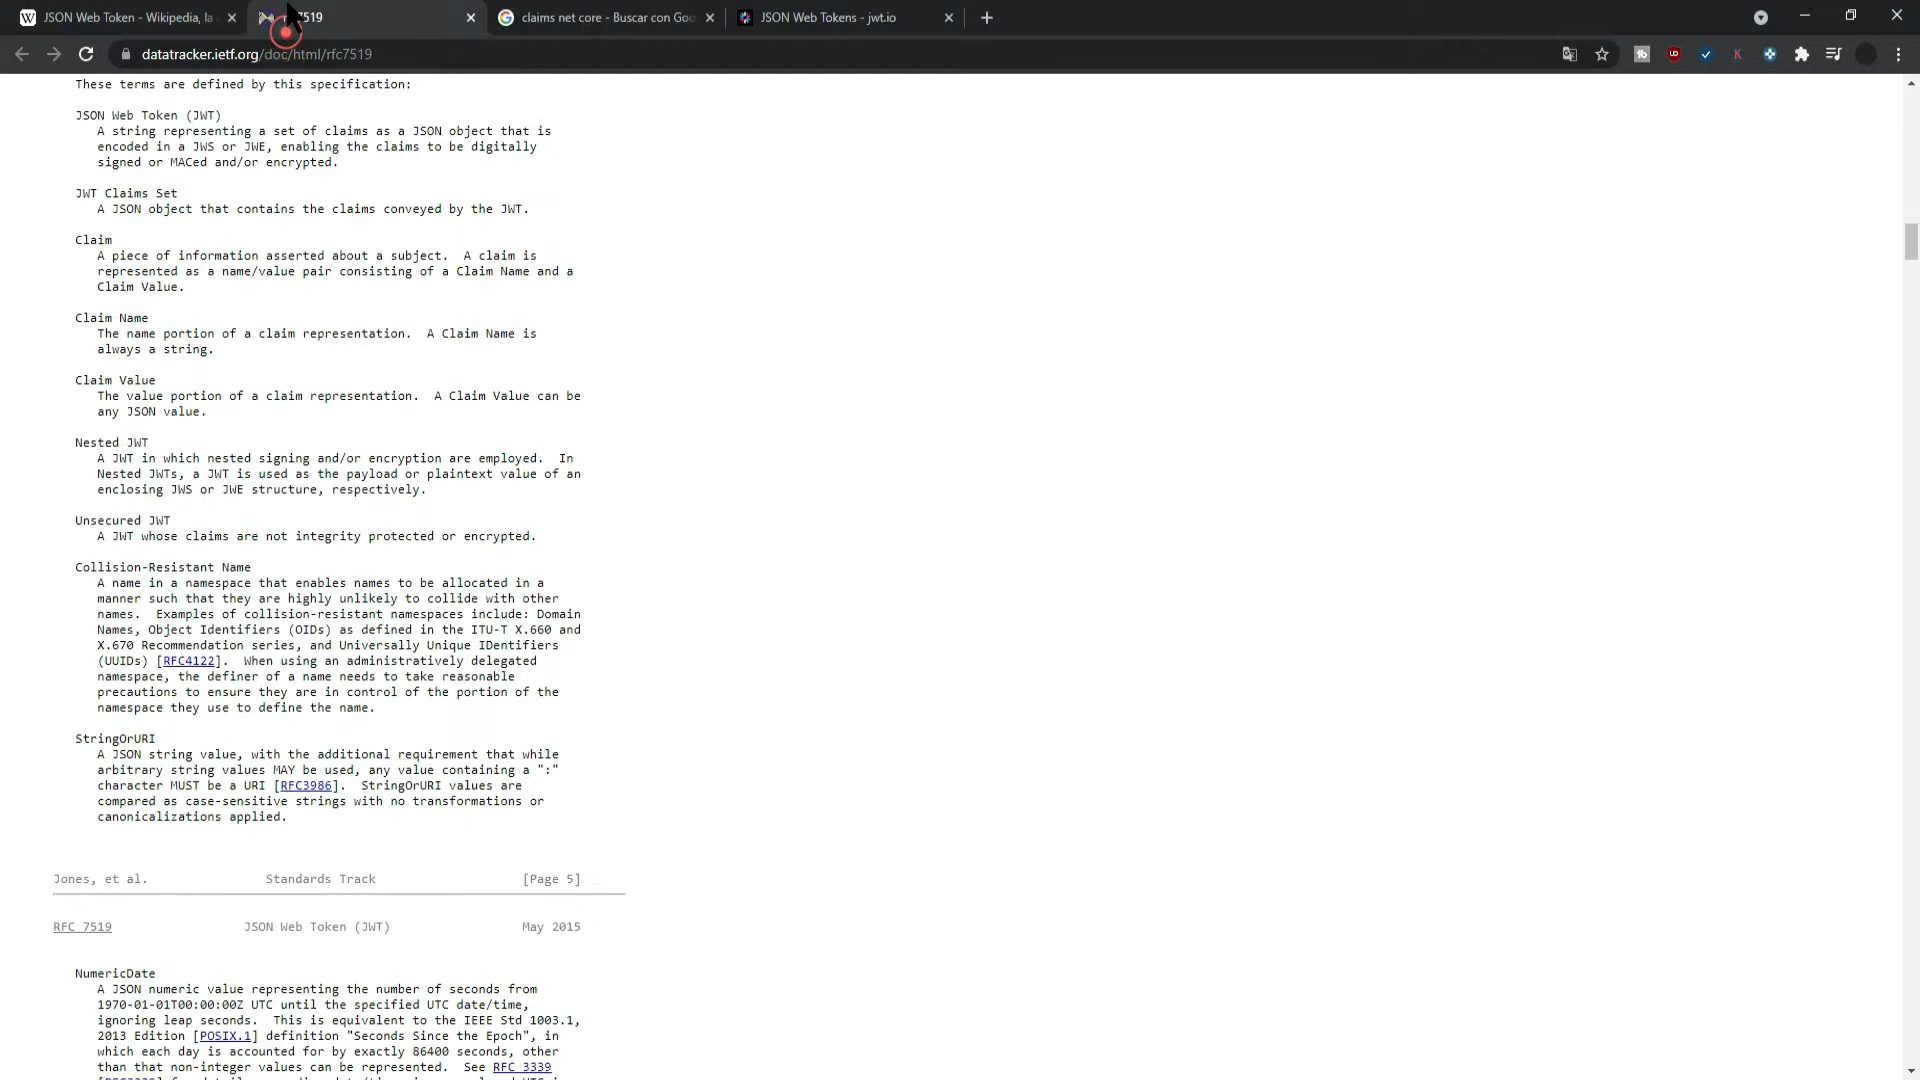 JSON Web Token - Wikipedia, la
7519
claims net core - Buscar con Goo
JSON Web Tokens - jwt.io
datatracker.ietf.org/doc/html/rfc7519
These terms are defined by this specification:
JSON Web Token (JWT)
A string representing a set of claims as a JSON object that is
encoded in a JWS or JWE, enabling the claims to be digitally
signed or MACed and/or encrypted.
JWT Claims Set
A JSON object that contains the claims conveyed by the JWT.
Claim
A piece of information asserted about a subject.  A claim is
represented as a name/value pair consisting of a Claim Name and a
Claim Value.
Claim Name
The name portion of a claim representation.  A Claim Name is
always a string.
Claim Value
The value portion of a claim representation.  A Claim Value can be
any JSON value.
Nested JWT
A JWT in which nested signing and/or encryption are employed.  In
Nested JWTs, a JWT is used as the payload or plaintext value of an
enclosing JWS or JWE structure, respectively.
Unsecured JWT
A JWT whose claims are not integrity protected or encrypted.
Collision-Resistant Name
A name in a namespace that enables names to be allocated in a
manner such that they are highly unlikely to collide with other
names.  Examples of collision-resistant namespaces include: Domain
Names, Object Identifiers (OIDs) as defined in the ITU-T X.660 and
X.670 Recommendation series, and Universally Unique IDentifiers
(UUIDs) [RFC4122].  When using an administratively delegated
namespace, the definer of a name needs to take reasonable
precautions to ensure they are in control of the portion of the
namespace they use to define the name.
StringOrURI
A JSON string value, with the additional requirement that while
arbitrary string values MAY be used, any value containing a ":"
character MUST be a URI [RFC3986].  StringOrURI values are
compared as case-sensitive strings with no transformations or
canonicalizations applied.
Jones, et al. Standards Track [Page 5]
RFC 7519 JSON Web Token (JWT) May 2015
NumericDate
A JSON numeric value representing the number of seconds from
1970-01-01T00:00:00Z UTC until the specified UTC date/time,
ignoring leap seconds.  This is equivalent to the IEEE Std 1003.1,
2013 Edition [POSIX.1] definition "Seconds Since the Epoch", in
which each day is accounted for by exactly 86400 seconds, other
than that non-integer values can be represented.  See RFC 3339